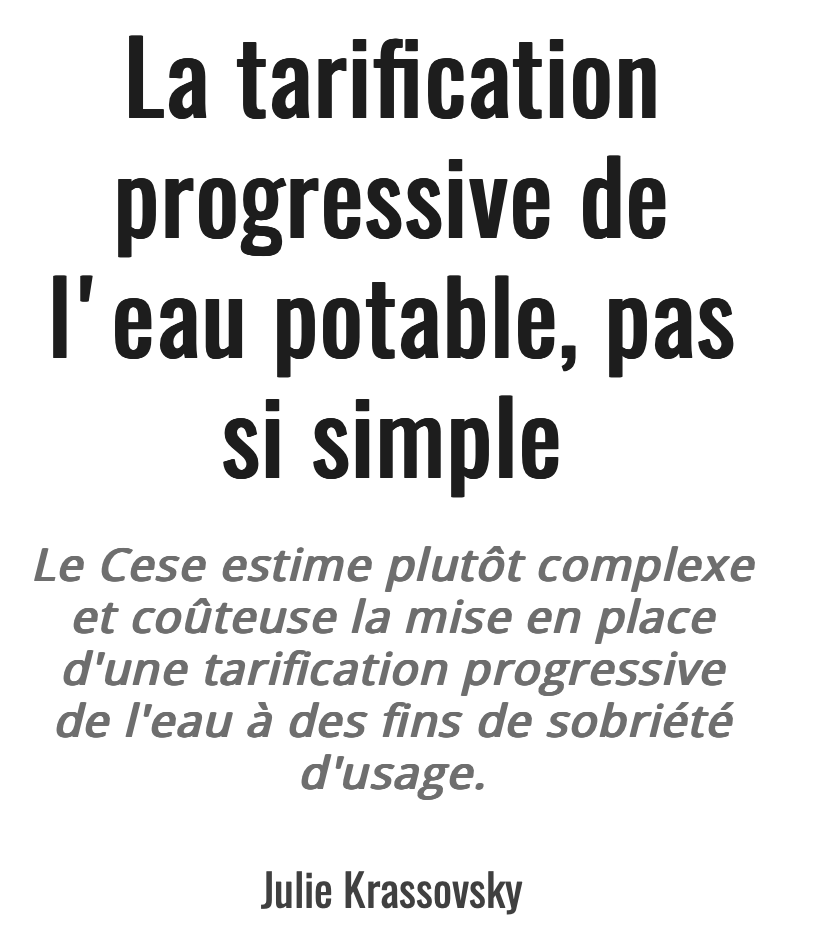 La tarification
progressive de
l'eau potable, pas
si simple
Le Cese estime plutôt complexe
et coûteuse la mise en place
d'une tarification progressive
de l'eau à des fins de sobriété
d'usage.
Julie Krassovsky